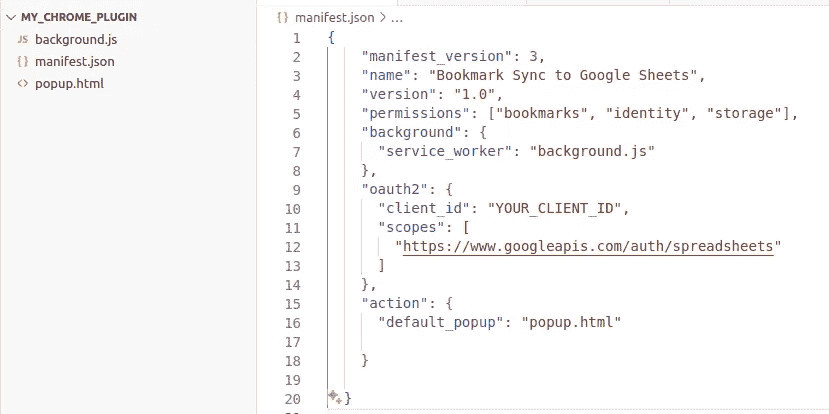 MY_CHROME_PLUGIN
JS background.js
{} manifest.json
<> popup.html
{} manifest.json > ...
1 {
2 "manifest_version": 3,
3 "name": "Bookmark Sync to Google Sheets",
4 "version": "1.0",
5 "permissions": ["bookmarks", "identity", "storage"],
6 "background": {
7 "service_worker": "background.js"
8 },
9 "oauth2": {
10 "client_id": "YOUR_CLIENT_ID",
11 "scopes": [
12 "https://www.googleapis.com/auth/spreadsheets"
13 ]
14 },
15 "action": {
16 "default_popup": "popup.html"
17
18 }
19
20 }